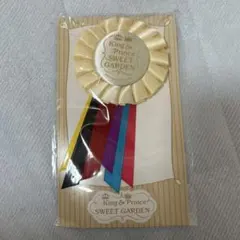 King & Prince
SWEET
GARDEN
King & Prince
SWEET GARDEN